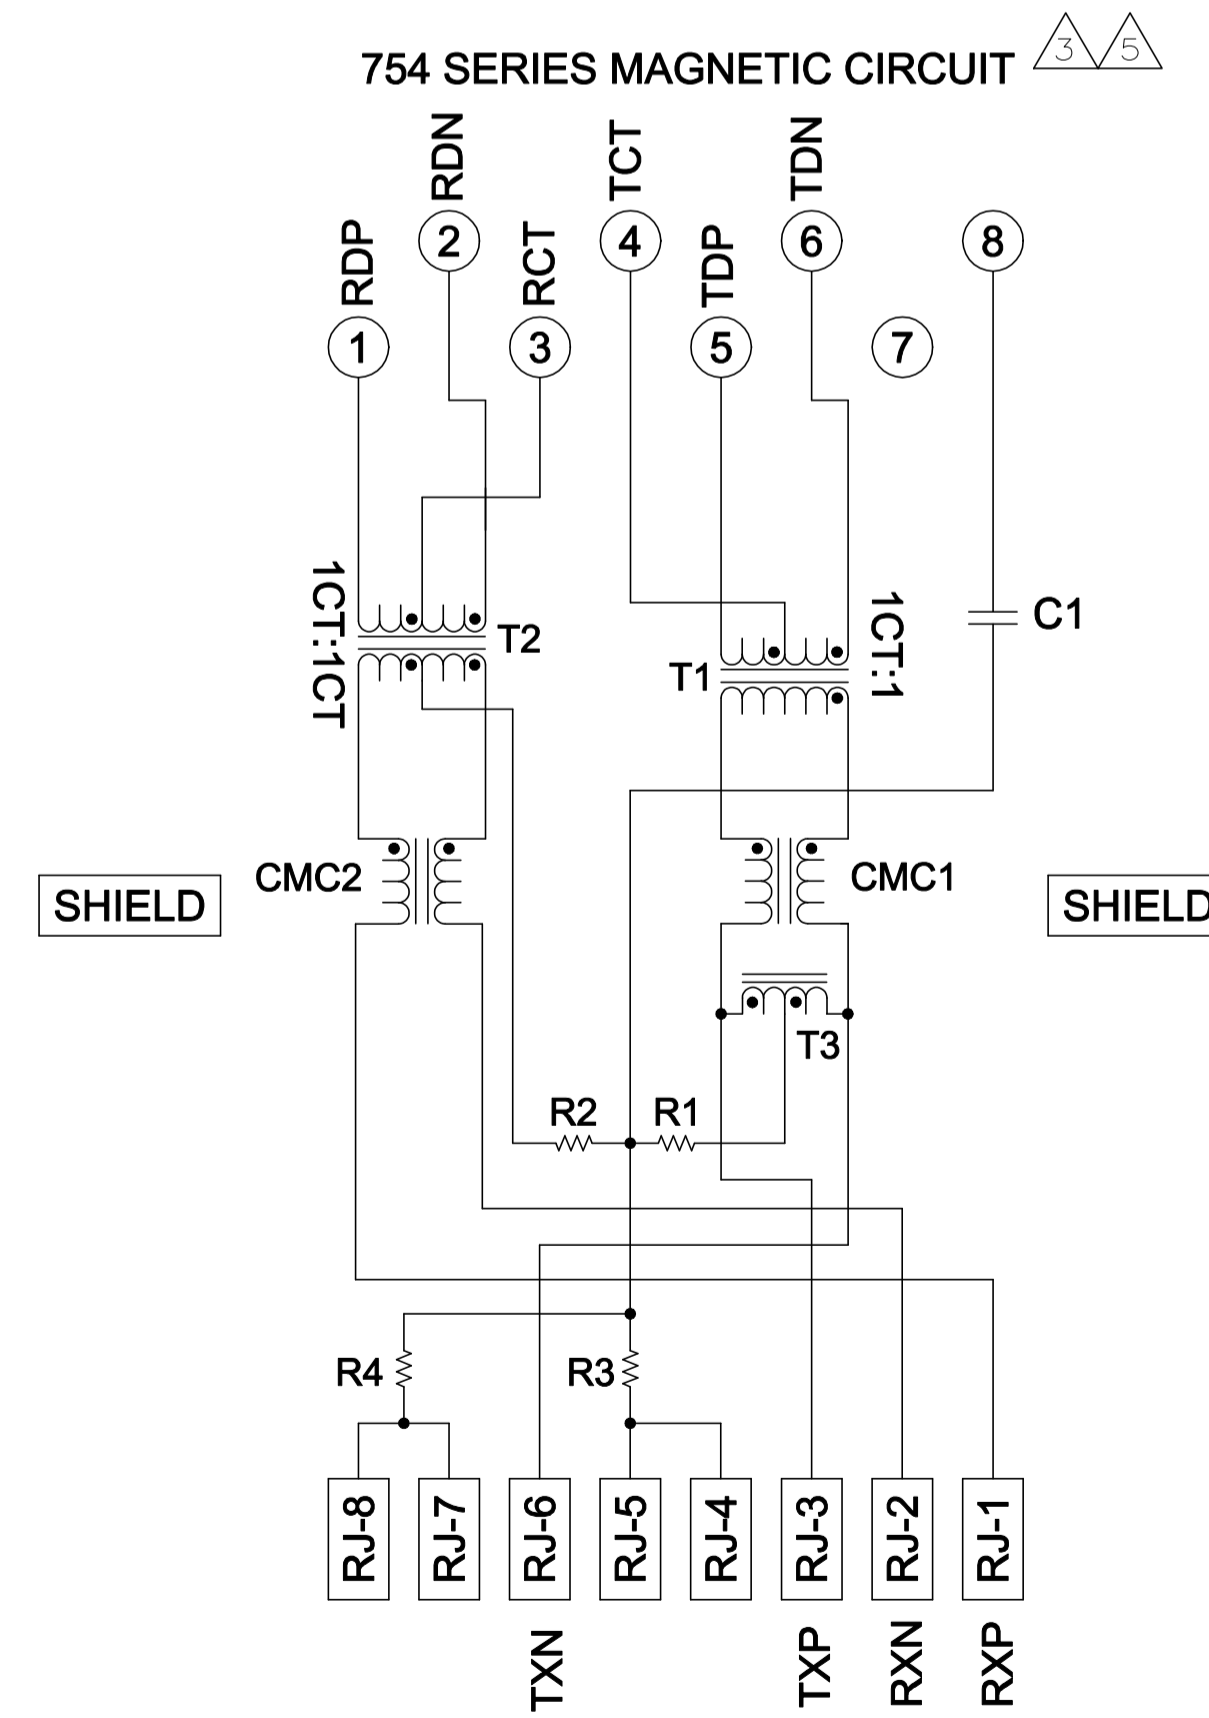 754 SERIES MAGNETIC CIRCUIT
3 5
RDP
RDN
RCT
TCT
TDP
TDN
1
2
3
4
5
6
7
8
1CT:1CT
T2
T1
1CT:1
C1
SHIELD
CMC2
CMC1
SHIELD
T3
R2
R1
R4
R3
RJ-8
RJ-7
RJ-6
RJ-5
RJ-4
RJ-3
RJ-2
RJ-1
TXN
TXP
RXN
RXP